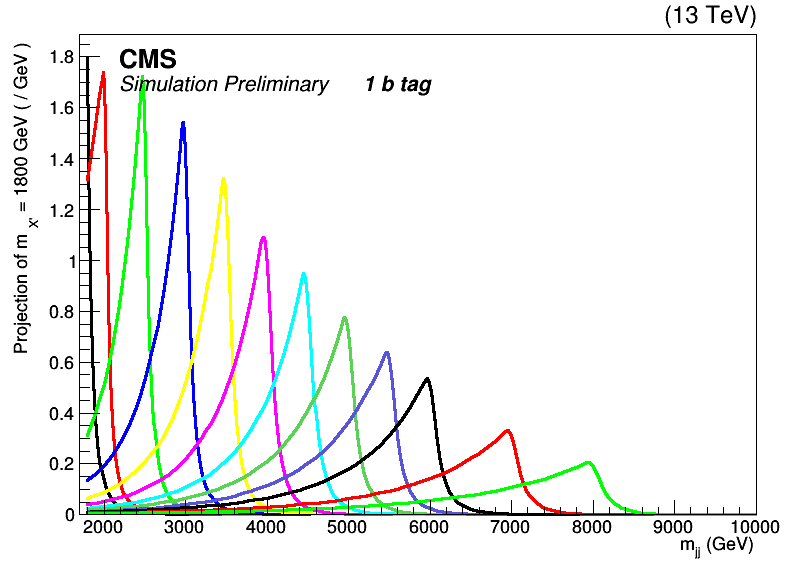 (13 TeV)
CMS
Simulation Preliminary 1 b tag
Projection of m_X' = 1800 GeV ( / GeV )
1.8
1.6
1.4
1.2
1
0.8
0.6
0.4
0.2
0
2000 3000 4000 5000 6000 7000 8000 9000 10000
m_jj (GeV)